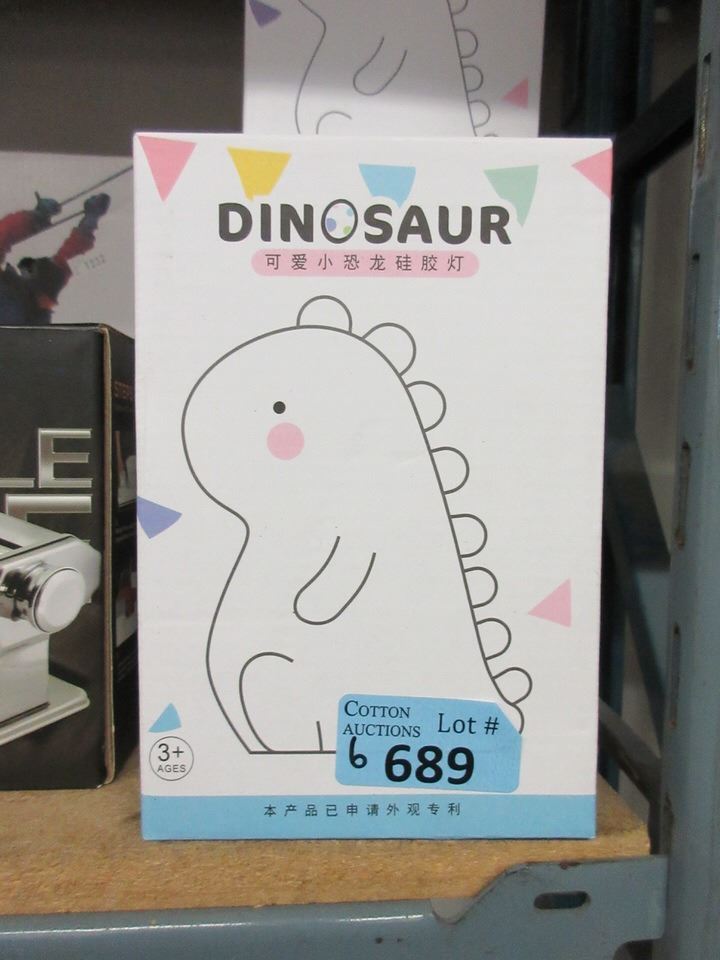 DINOSAUR
可爱小恐龙硅胶灯
3+
AGES
COTTON
AUCTIONS
Lot #
6 689
本产品已申请外观专利
LE